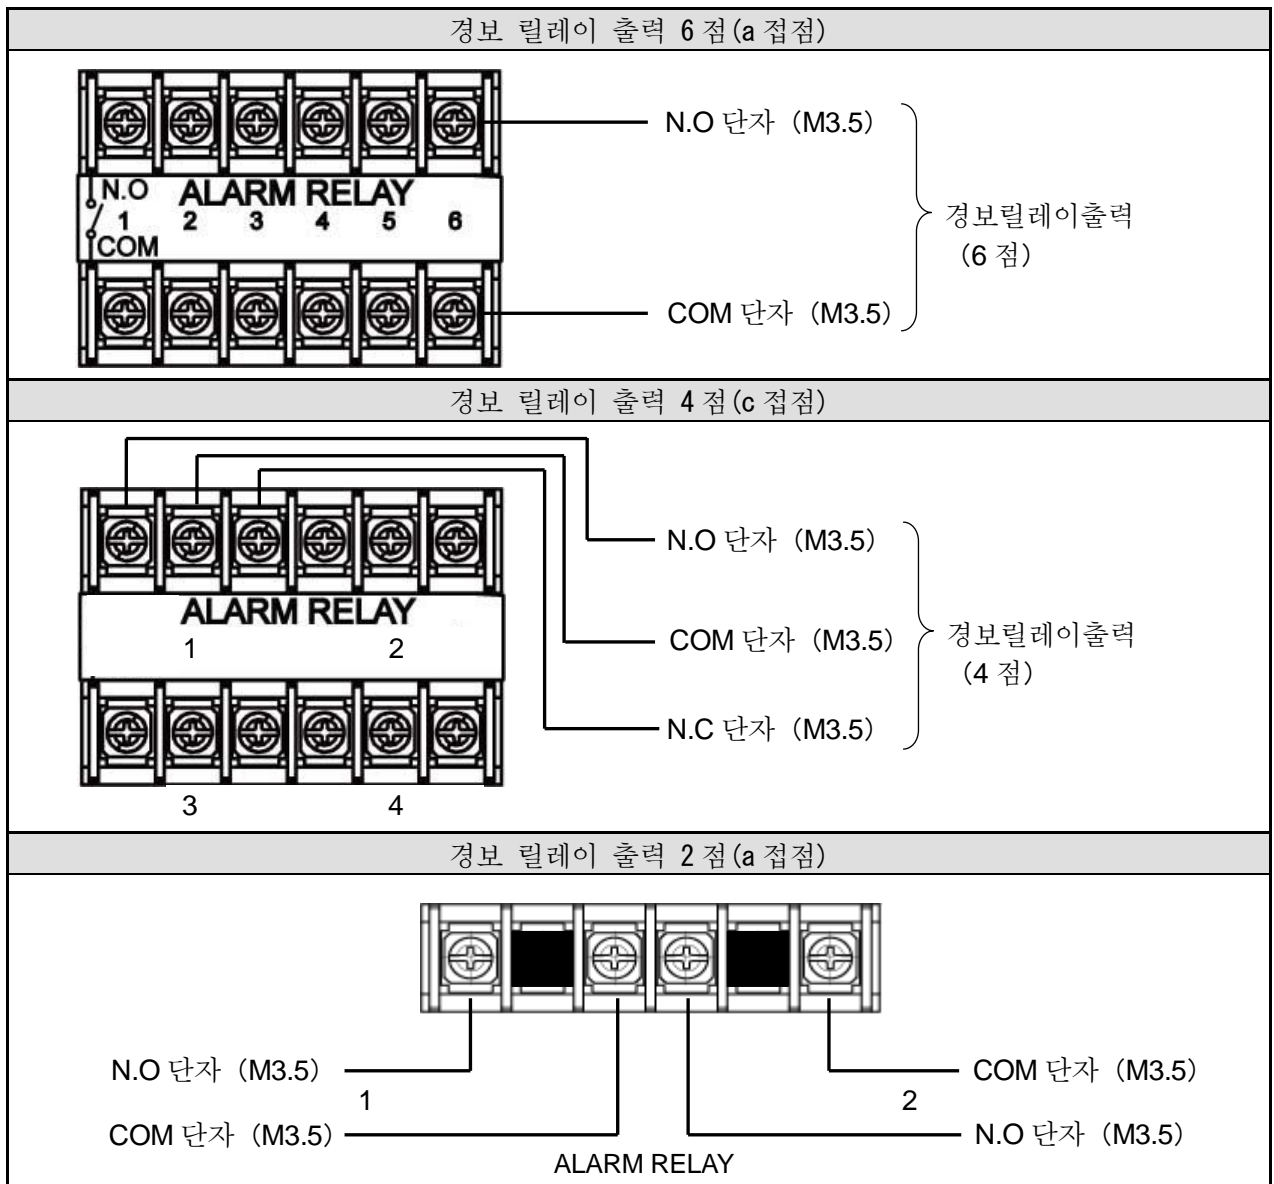 경보 릴레이 출력 6 점(a 접점)
N.O 단자 (M3.5)
N.O ALARM RELAY
1 2 3 4 5 6
COM
경보릴레이출력
(6 점)
COM 단자 (M3.5)
경보 릴레이 출력 4 점(c 접점)
N.O 단자 (M3.5)
ALARM RELAY
1 2
COM 단자 (M3.5)
경보릴레이출력
(4 점)
N.C 단자 (M3.5)
3 4
경보 릴레이 출력 2 점(a 접점)
N.O 단자 (M3.5) COM 단자 (M3.5)
1 2
COM 단자 (M3.5) N.O 단자 (M3.5)
ALARM RELAY